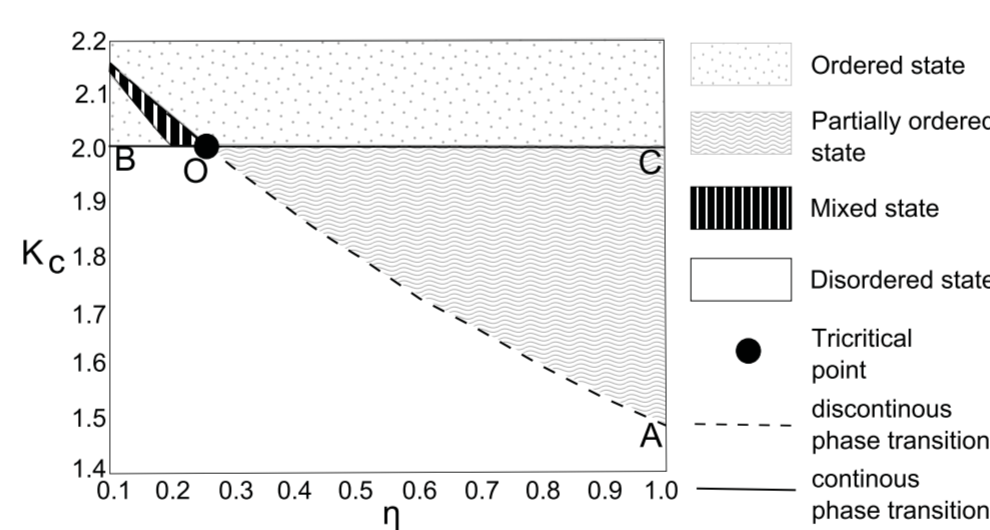 2.2
2.1
2.0
1.9
1.8
1.7
1.6
1.5
1.4
K c
B
O
C
A
0.1 0.2 0.3 0.4 0.5 0.6 0.7 0.8 0.9 1.0
η
Ordered state
Partially ordered
state
Mixed state
Disordered state
Tricritical
point
discontinous
phase transition
continous
phase transition